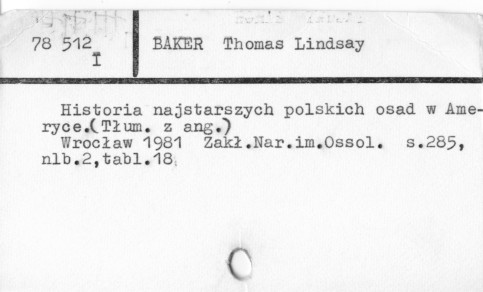 78 512
I
BAKER Thomas Lindsay
Historia najstarszych polskich osad w Ame-
ryce.(Tłum. z ang.)
Wrocław 1981 Zakł.Nar.im.Ossol. s.285,
nlb.2,tabl.18